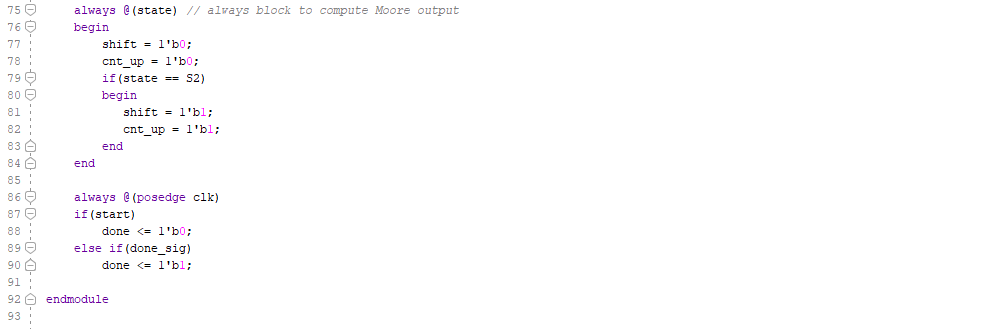 75 always @(state) // always block to compute Moore output
76 begin
77 shift = 1'b0;
78 cnt_up = 1'b0;
79 if(state == S2)
80 begin
81 shift = 1'b1;
82 cnt_up = 1'b1;
83 end
84 end
85
86 always @(posedge clk)
87 if(start)
88 done <= 1'b0;
89 else if(done_sig)
90 done <= 1'b1;
91
92 endmodule
93